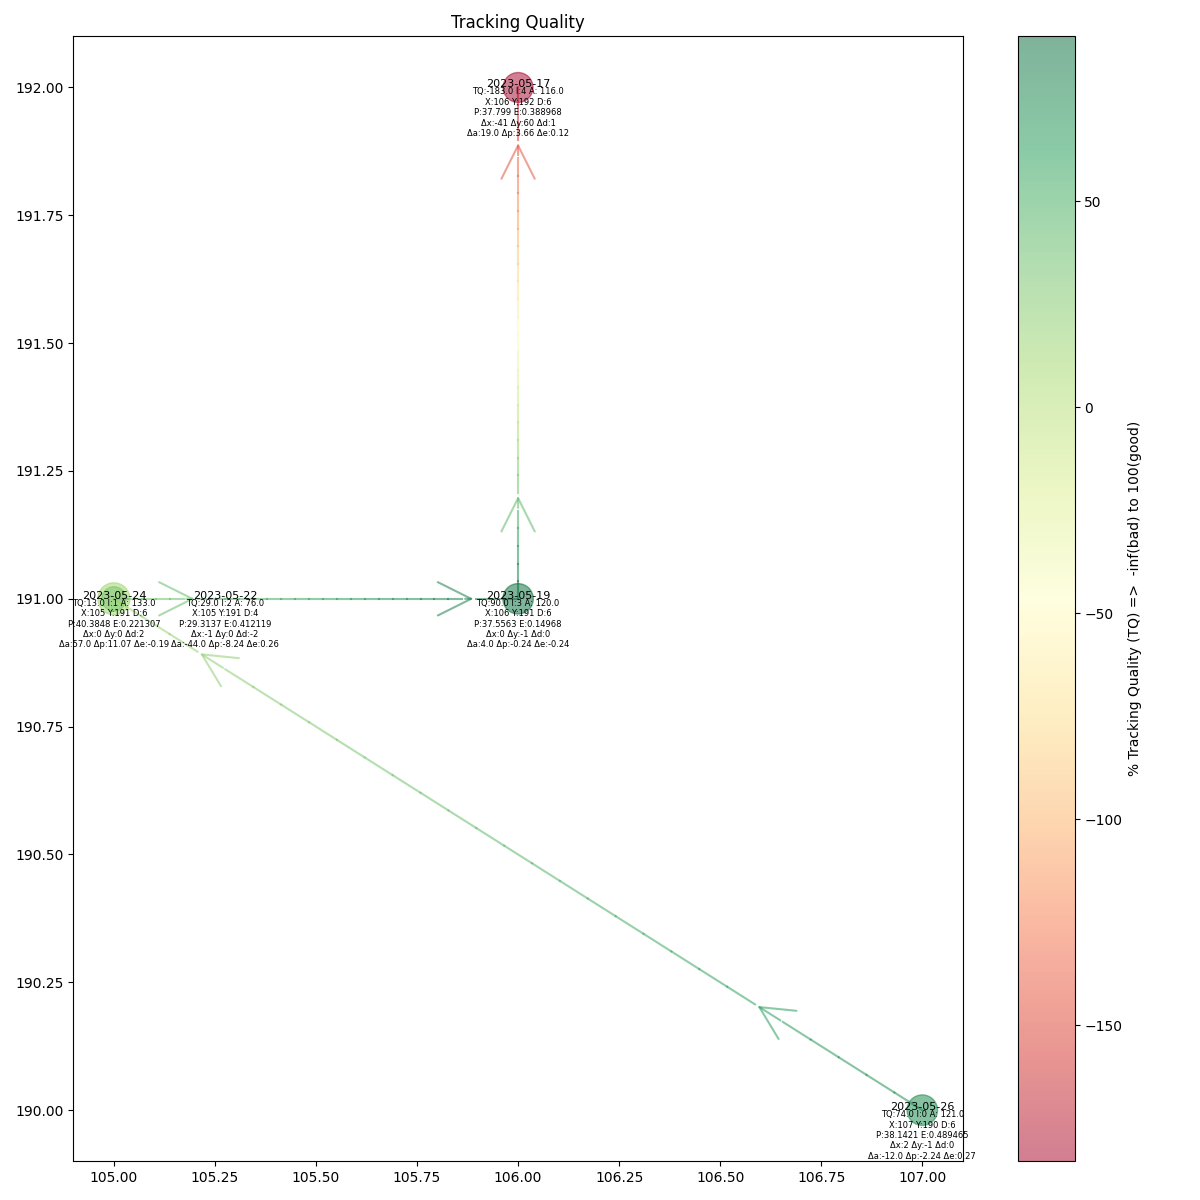 Tracking Quality
192.00
191.75
191.50
191.25
191.00
190.75
190.50
190.25
190.00
2023-05-17
TQ:-183.0 I:4 A: 116.0
X:106 Y:192 D:6
P:37.799 E:0.388968
Δx:-41 Δy:60 Δd:1
Δa:19.0 Δp:3.66 Δe:0.12
2023-05-24
TQ:13.0 I:1 A: 133.0
X:105 Y:191 D:6
P:40.3848 E:0.221307
Δx:0 Δy:0 Δd:2
Δa:57.0 Δp:11.07 Δe:-0.19
2023-05-22
TQ:29.0 I:2 A: 76.0
X:105 Y:191 D:4
P:29.3137 E:0.412119
Δx:-1 Δy:0 Δd:-2
Δa:-44.0 Δp:-8.24 Δe:0.26
2023-05-19
TQ:90.0 I:3 A: 120.0
X:106 Y:191 D:6
P:37.5563 E:0.14968
Δx:0 Δy:-1 Δd:0
Δa:4.0 Δp:-0.24 Δe:-0.24
2023-05-26
TQ:74.0 I:0 A: 121.0
X:107 Y:190 D:6
P:38.1421 E:0.489465
Δx:2 Δy:-1 Δd:0
Δa:-12.0 Δp:-2.24 Δe:0.27
105.00 105.25 105.50 105.75 106.00 106.25 106.50 106.75 107.00
50
0
−50
−100
−150
% Tracking Quality (TQ) => -inf(bad) to 100(good)